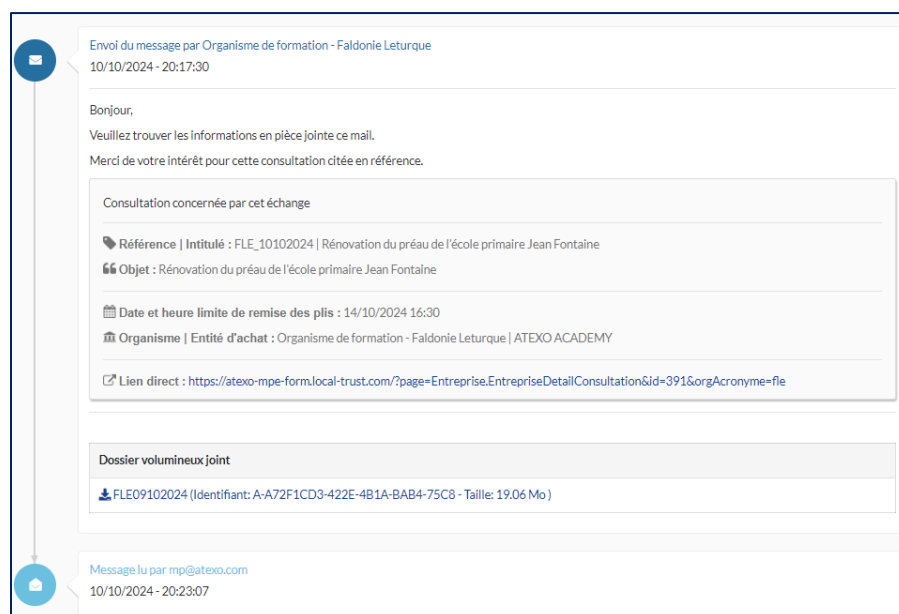 Envoi du message par Organisme de formation - Faldonie Leturque
10/10/2024 - 20:17:30
Bonjour,
Veuillez trouver les informations en pièce jointe ce mail.
Merci de votre intérêt pour cette consultation citée en référence.
Consultation concernée par cet échange
Référence | Intitulé : FLE_10102024 | Rénovation du préau de l'école primaire Jean Fontaine
Objet : Rénovation du préau de l'école primaire Jean Fontaine
Date et heure limite de remise des plis : 14/10/2024 16:30
Organisme | Entité d'achat : Organisme de formation - Faldonie Leturque | ATEXO ACADEMY
Lien direct : https://atexo-mpe-form.local-trust.com/?page=Entreprise.EntrepriseDetailConsultation&id=391&orgAcronyme=fle
Dossier volumineux joint
FLE09102024 (Identifiant: A-A72F1CD3-422E-4B1A-BAB4-75C8 - Taille: 19.06 Mo )
Message lu par mp@atexo.com
10/10/2024 - 20:23:07